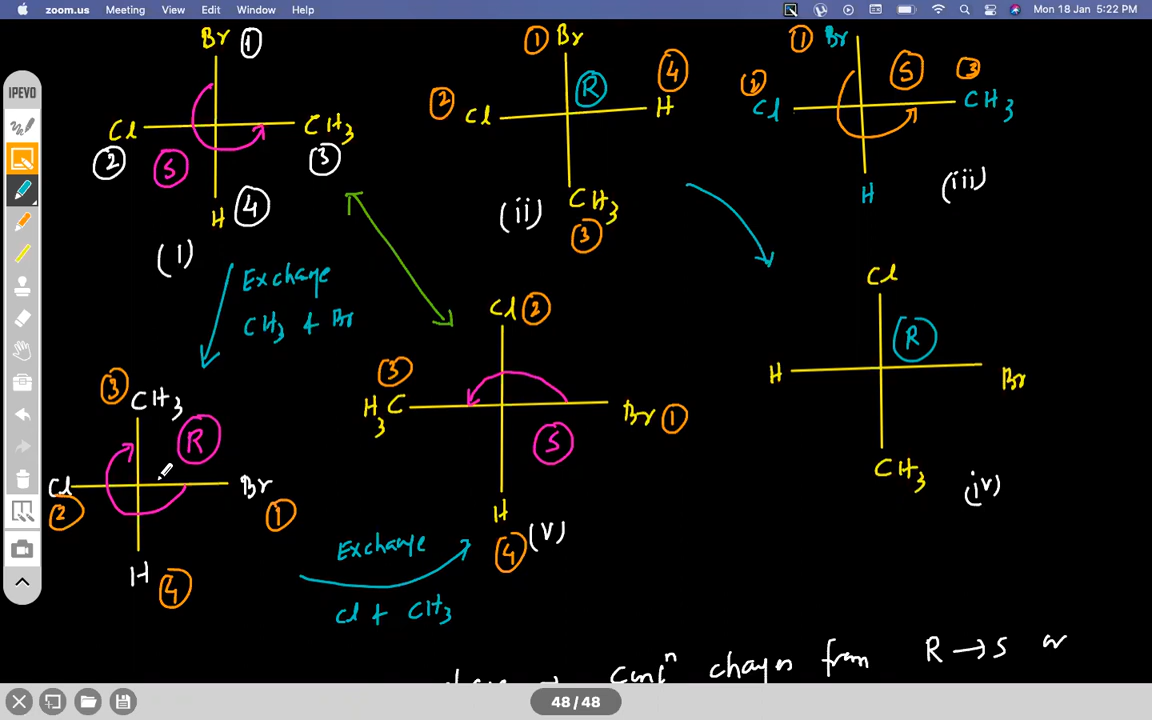 zoom.us Meeting View Edit Window Help
Mon 18 Jan 5:22 PM
IPEVO
Br 1
Cl 2
S
CH3 3
H 4
(1)
1 Br
2 Cl
R
H 4
CH3 3
(ii)
1 Br
2 Cl
S
3 CH3
H
(iii)
Exchange
CH3 + Br
3 CH3
R
Cl 2
Br 1
H 4
Cl 2
3
H3C
Br 1
S
H 4
(v)
Cl
R
H
Br
CH3
(iv)
Exchange
Cl + CH3
contn changes from R → S or
48/48